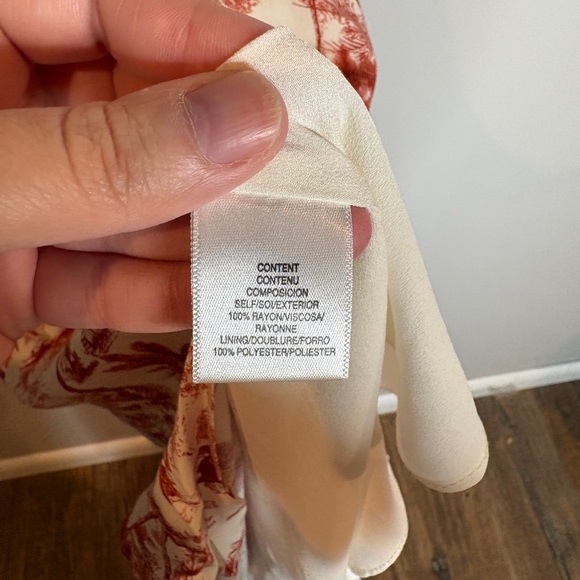 CONTENT
CONTENU
COMPOSICION
SELF/SOI/EXTERIOR
100% RAYON/VISCOSA/
RAYONNE
LINING/DOUBLURE/FORRO
100% POLYESTER/POLIESTER